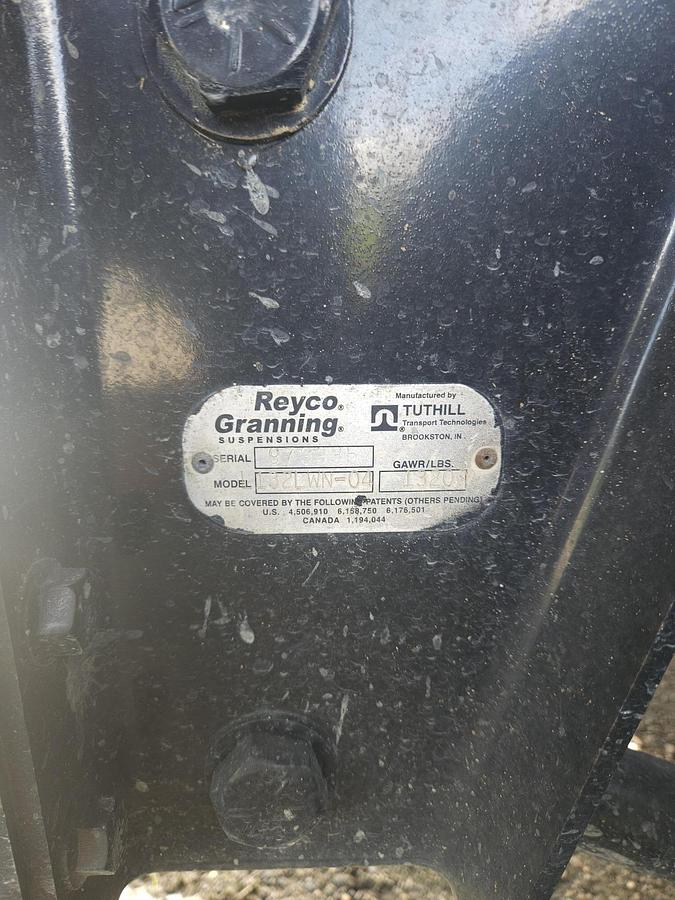 Reyco®
Granning®
SUSPENSIONS
Manufactured by
TUTHILL®
Transport Technologies
BROOKSTON, IN.
SERIAL
GAWR/LBS.
MODEL
MAY BE COVERED BY THE FOLLOWING PATENTS (OTHERS PENDING)
U.S. 4,506,910 6,158,750 6,176,501
CANADA 1,194,044